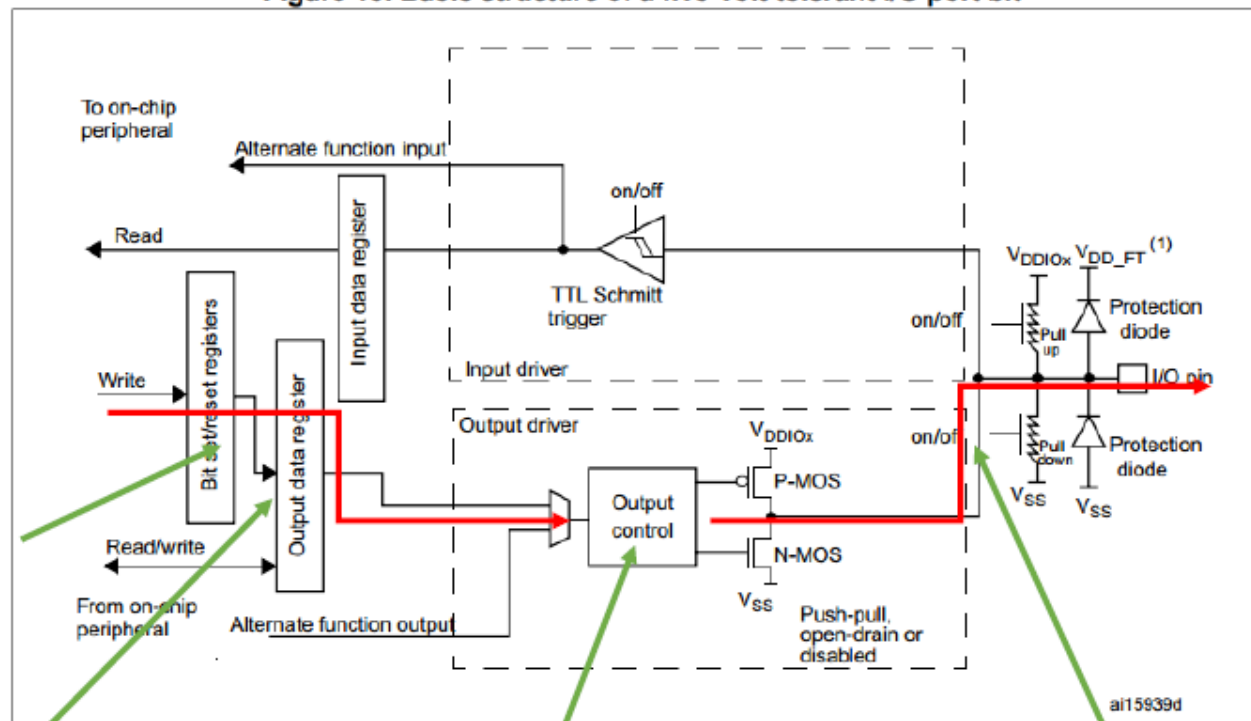 To on-chip
peripheral
Alternate function input
on/off
Read
Input data register
TTL Schmitt
trigger
Input driver
VDDIOx
VDD_FT (1)
on/off
Pull
up
Protection
diode
Write
Bit set/reset registers
Output data register
I/O pin
Output driver
VDDIOx
on/off
P-MOS
Output
control
Pull
down
Protection
diode
VSS
VSS
Read/write
N-MOS
VSS
From on-chip
peripheral
Alternate function output
Push-pull,
open-drain or
disabled
ai15939d